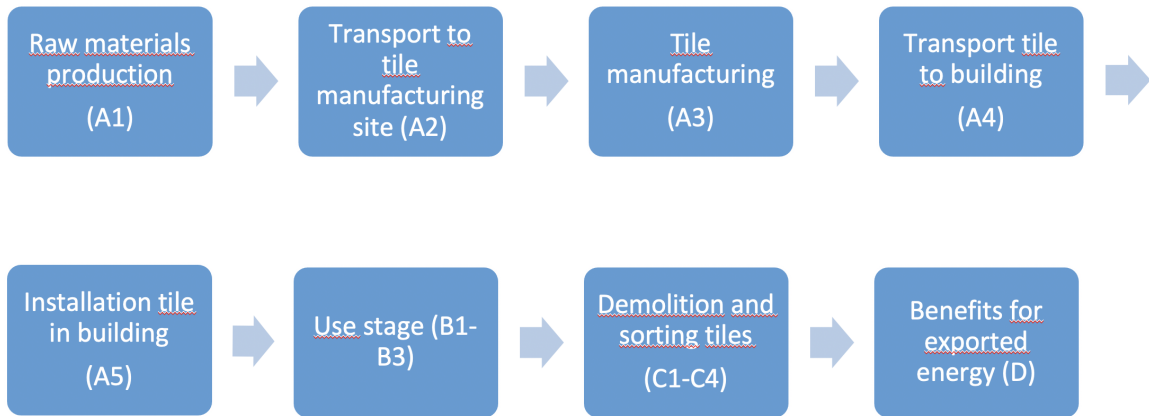 Raw materials
production
(A1)
Transport to
tile
manufacturing
site (A2)
Tile
manufacturing
(A3)
Transport tile
to building
(A4)
Installation tile
in building
(A5)
Use stage (B1-
B3)
Demolition and
sorting tiles
(C1-C4)
Benefits for
exported
energy (D)